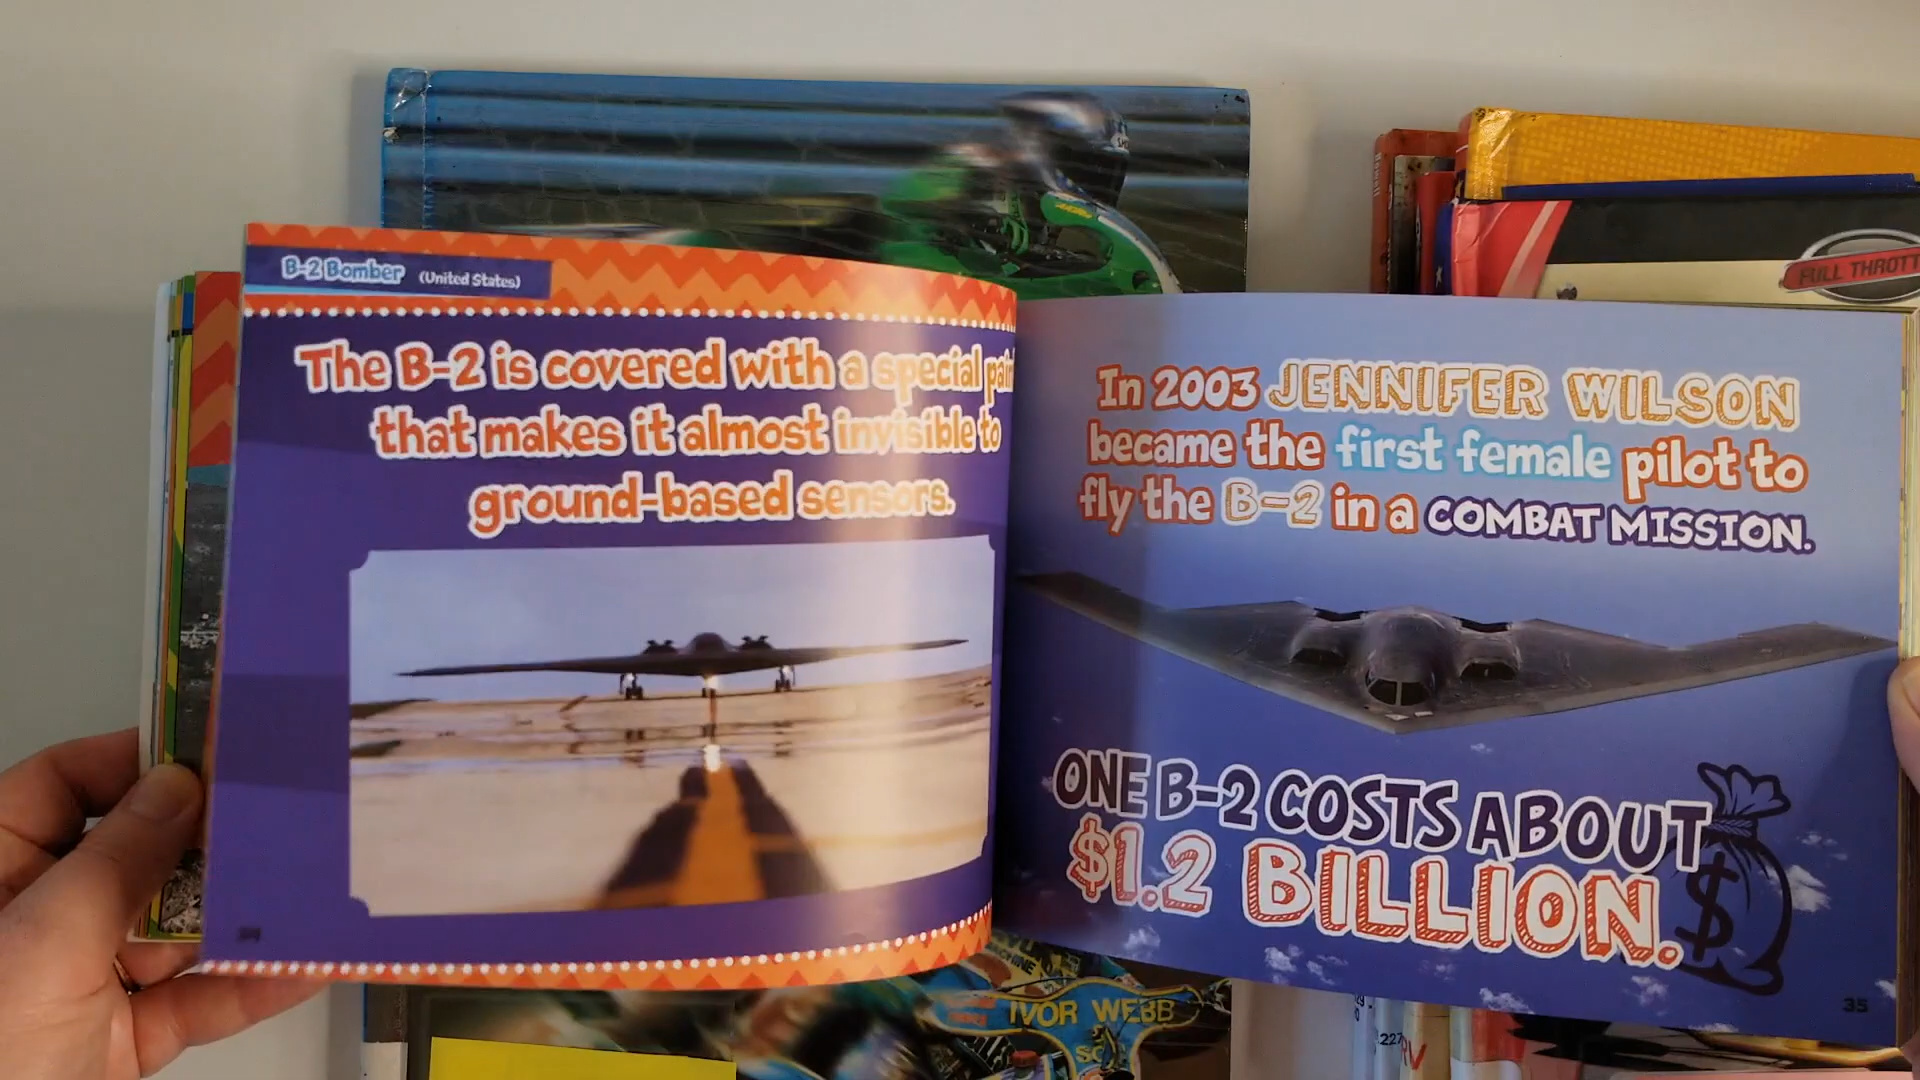 B-2 Bomber (United States)
The B-2 is covered with a special
that makes it almost invisible to
ground-based sensors.
34
In 2003 JENNIFER WILSON
became the first female pilot to
fly the B-2 in a COMBAT MISSION.
ONE B-2 COSTS ABOUT
$1.2 BILLION.
$
35
FULL THROTT
IVOR WEBB